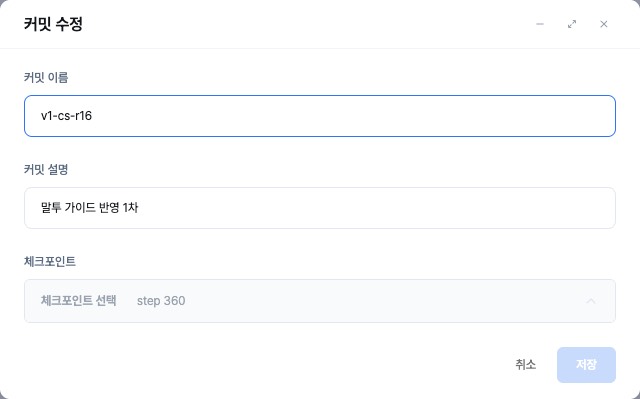 커밋 수정
커밋 이름
v1-cs-r16
커밋 설명
말투 가이드 반영 1차
체크포인트
체크포인트 선택 step 360
취소 저장